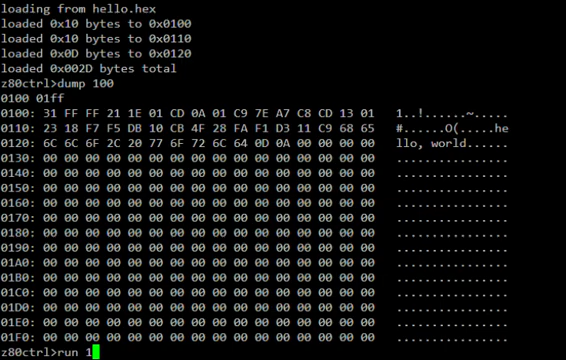 loading from hello.hex
loaded 0x10 bytes to 0x0100
loaded 0x10 bytes to 0x0110
loaded 0x0D bytes to 0x0120
loaded 0x002D bytes total
z80ctrl>dump 100
0100 01ff
0100: 31 FF FF 21 1E 01 CD 0A 01 C9 7E A7 C8 CD 13 01 1..!......~.....
0110: 23 18 F7 F5 DB 10 CB 4F 28 FA F1 D3 11 C9 68 65 #......O(.....he
0120: 6C 6C 6F 2C 20 77 6F 72 6C 64 0D 0A 00 00 00 00 llo, world......
0130: 00 00 00 00 00 00 00 00 00 00 00 00 00 00 00 00 ................
0140: 00 00 00 00 00 00 00 00 00 00 00 00 00 00 00 00 ................
0150: 00 00 00 00 00 00 00 00 00 00 00 00 00 00 00 00 ................
0160: 00 00 00 00 00 00 00 00 00 00 00 00 00 00 00 00 ................
0170: 00 00 00 00 00 00 00 00 00 00 00 00 00 00 00 00 ................
0180: 00 00 00 00 00 00 00 00 00 00 00 00 00 00 00 00 ................
0190: 00 00 00 00 00 00 00 00 00 00 00 00 00 00 00 00 ................
01A0: 00 00 00 00 00 00 00 00 00 00 00 00 00 00 00 00 ................
01B0: 00 00 00 00 00 00 00 00 00 00 00 00 00 00 00 00 ................
01C0: 00 00 00 00 00 00 00 00 00 00 00 00 00 00 00 00 ................
01D0: 00 00 00 00 00 00 00 00 00 00 00 00 00 00 00 00 ................
01E0: 00 00 00 00 00 00 00 00 00 00 00 00 00 00 00 00 ................
01F0: 00 00 00 00 00 00 00 00 00 00 00 00 00 00 00 00 ................
z80ctrl>run 1